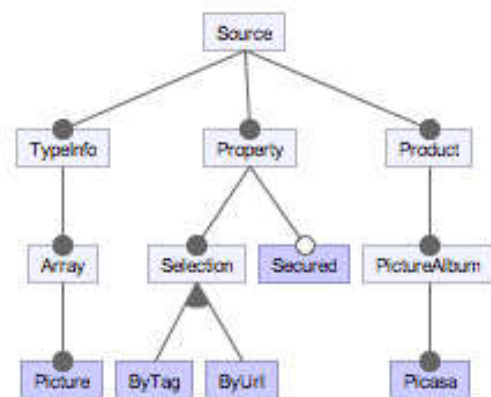 Source
TypeInfo Property Product
Array Selection Secured PictureAlbum
Picture ByTag ByUrl Picasa